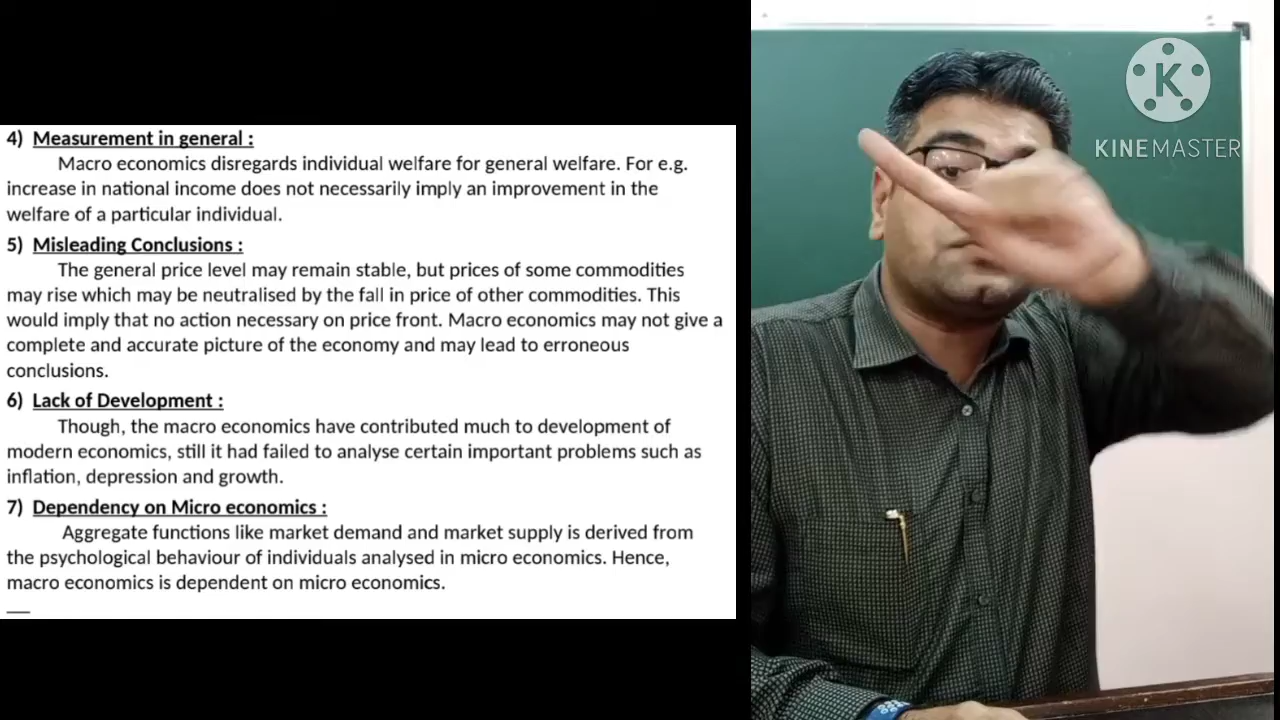 4) Measurement in general :
Macro economics disregards individual welfare for general welfare. For e.g.
increase in national income does not necessarily imply an improvement in the
welfare of a particular individual.
5) Misleading Conclusions :
The general price level may remain stable, but prices of some commodities
may rise which may be neutralised by the fall in price of other commodities. This
would imply that no action necessary on price front. Macro economics may not give a
complete and accurate picture of the economy and may lead to erroneous
conclusions.
6) Lack of Development :
Though, the macro economics have contributed much to development of
modern economics, still it had failed to analyse certain important problems such as
inflation, depression and growth.
7) Dependency on Micro economics :
Aggregate functions like market demand and market supply is derived from
the psychological behaviour of individuals analysed in micro economics. Hence,
macro economics is dependent on micro economics.
K
KINEMASTER